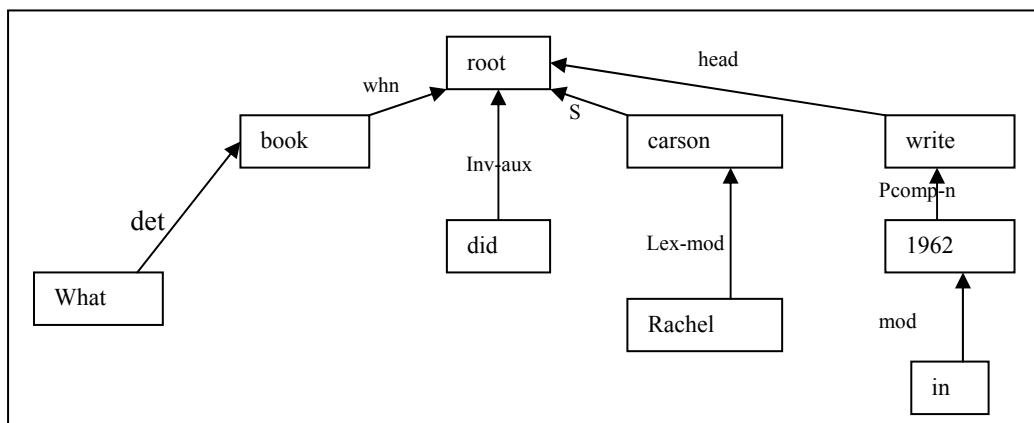 root
head
whn
S
book
carson
write
Inv-aux
Pcomp-n
det
did
Lex-mod
1962
What
Rachel
mod
in